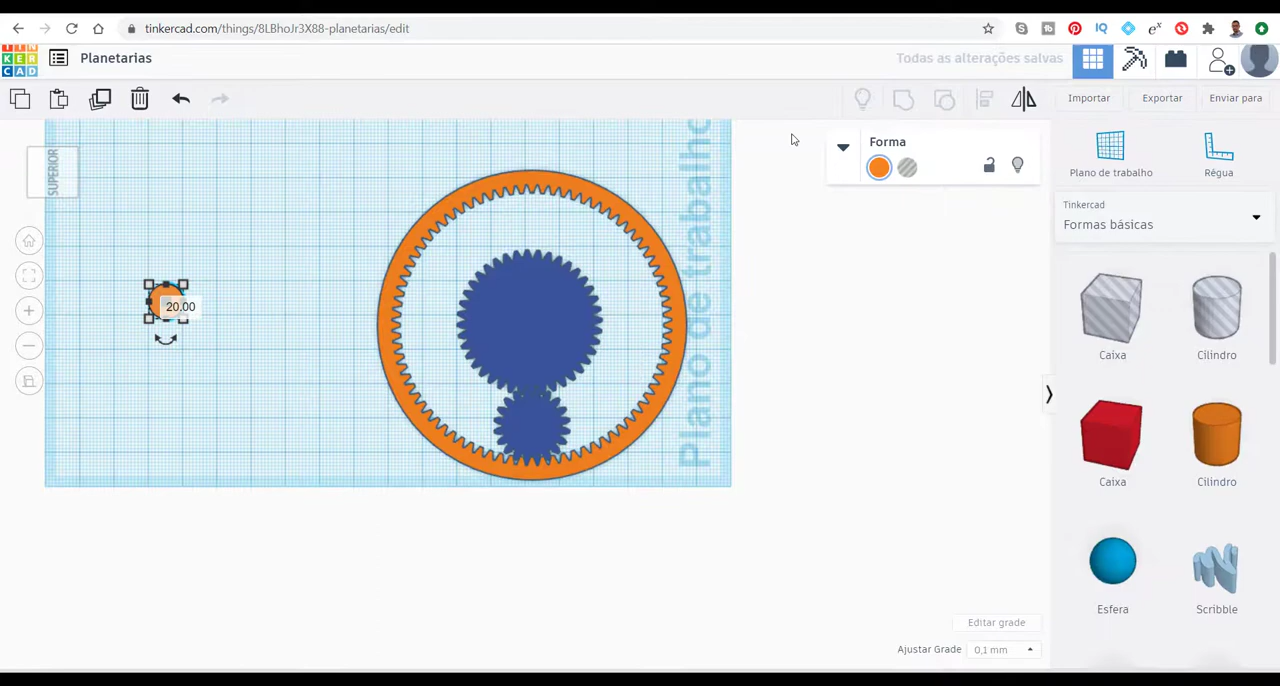 tinkercad.com/things/8LBhoJr3X88-planetarias/edit
TIN
KER
CAD
Planetarias
Todas as alterações salvas
Importar
Exportar
Enviar para
SUPERIOR
20.00
Plano de trabalho
Forma
Plano de trabalho
Régua
Tinkercad
Formas básicas
Caixa
Cilindro
Caixa
Cilindro
Esfera
Scribble
Editar grade
Ajustar Grade
0,1 mm